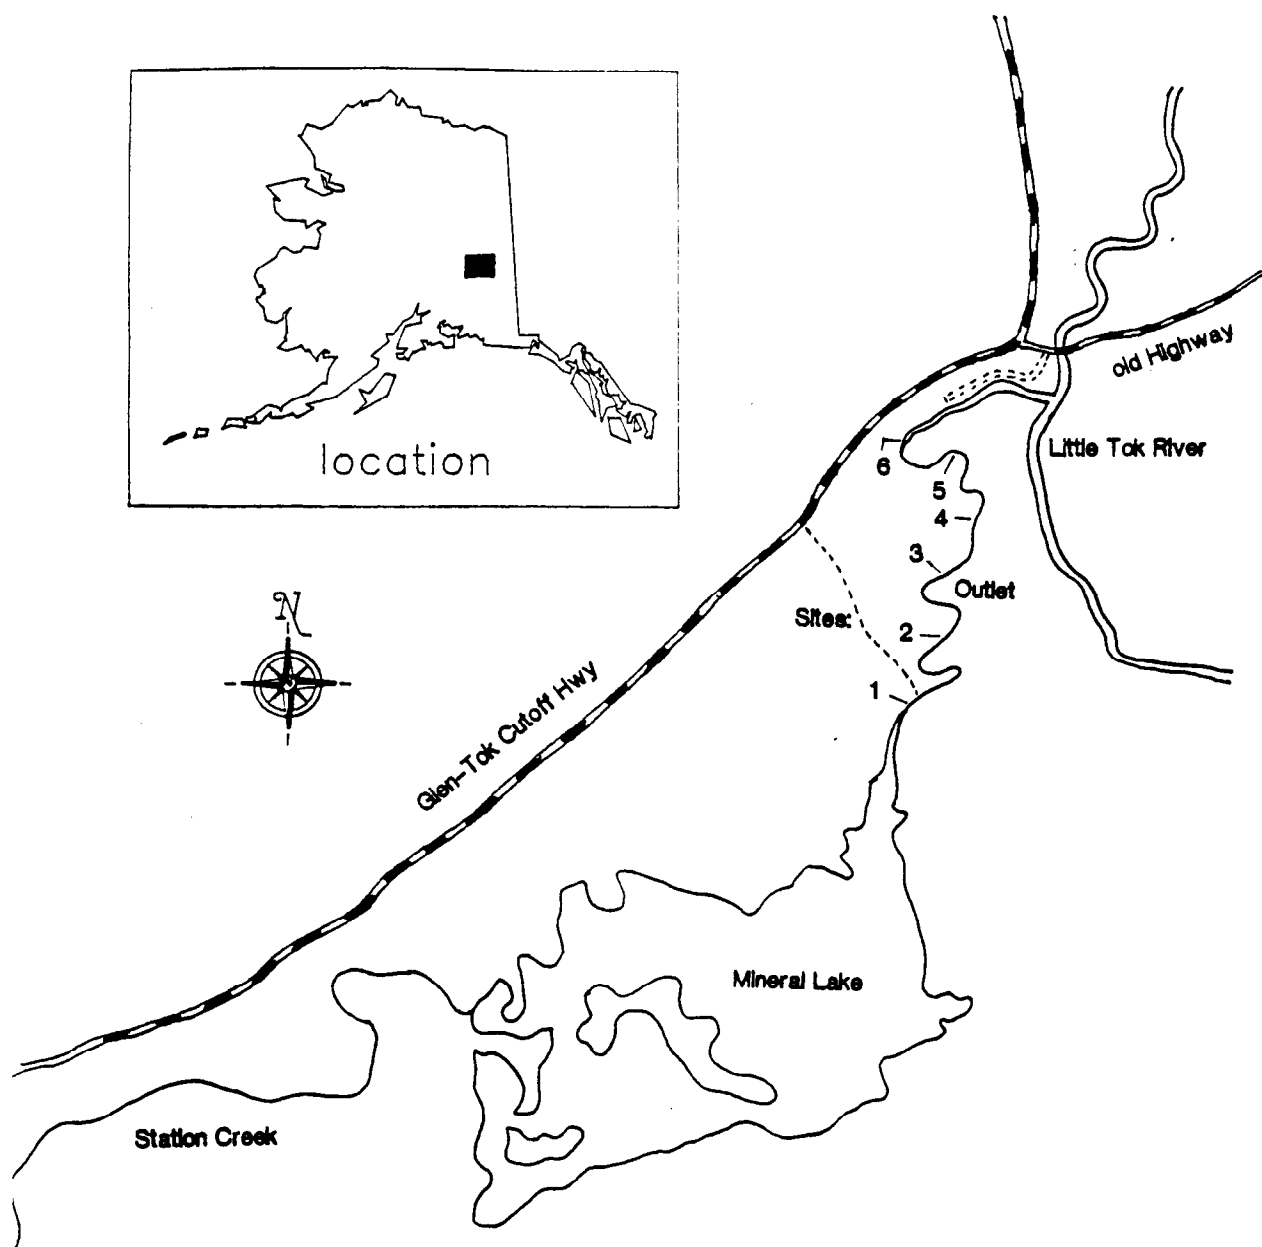 location
old Highway
Little Tok River
6
5
4
3
Outlet
N
Sites:
2
1
Glen-Tok Cutoff Hwy
Mineral Lake
Station Creek